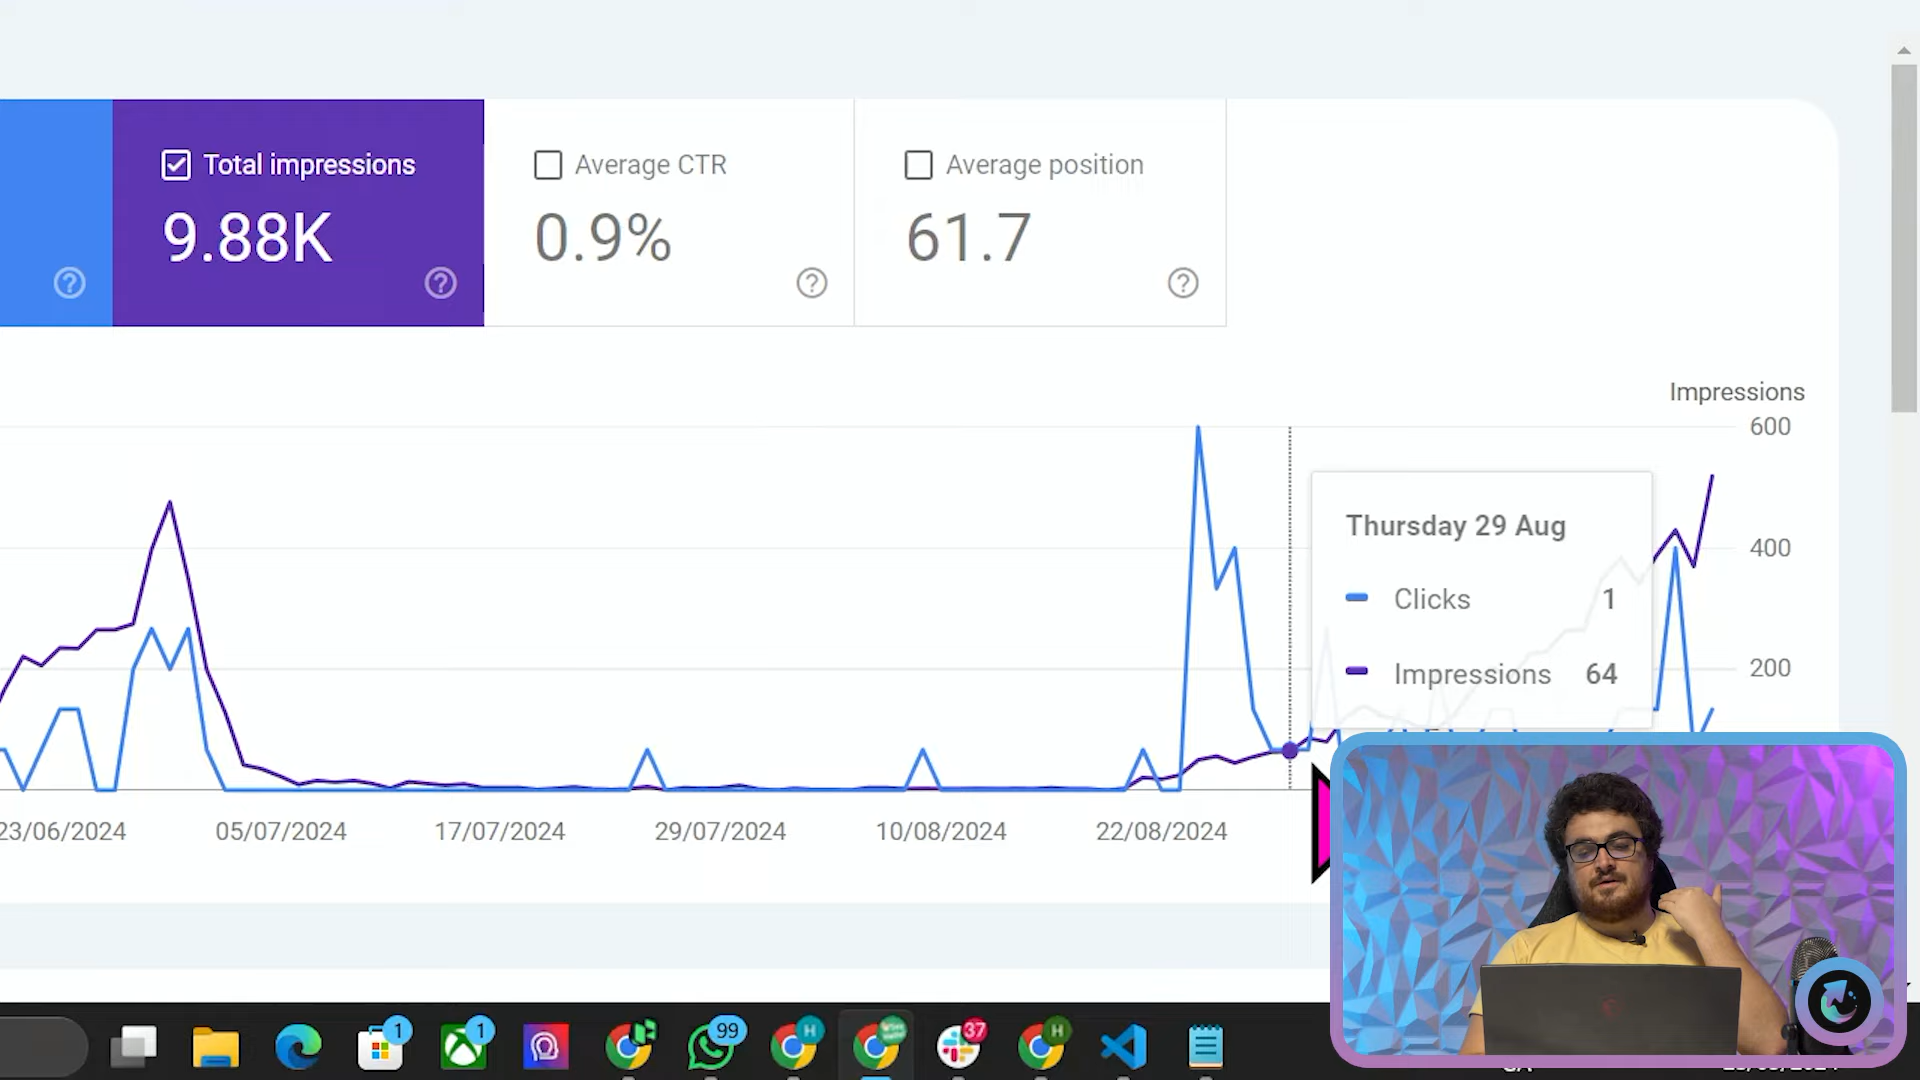 Total impressions
9.88K
Average CTR
0.9%
Average position
61.7
Impressions
600
400
200
Thursday 29 Aug
Clicks 1
Impressions 64
23/06/2024
05/07/2024
17/07/2024
29/07/2024
10/08/2024
22/08/2024
1
1
99
H
37
H